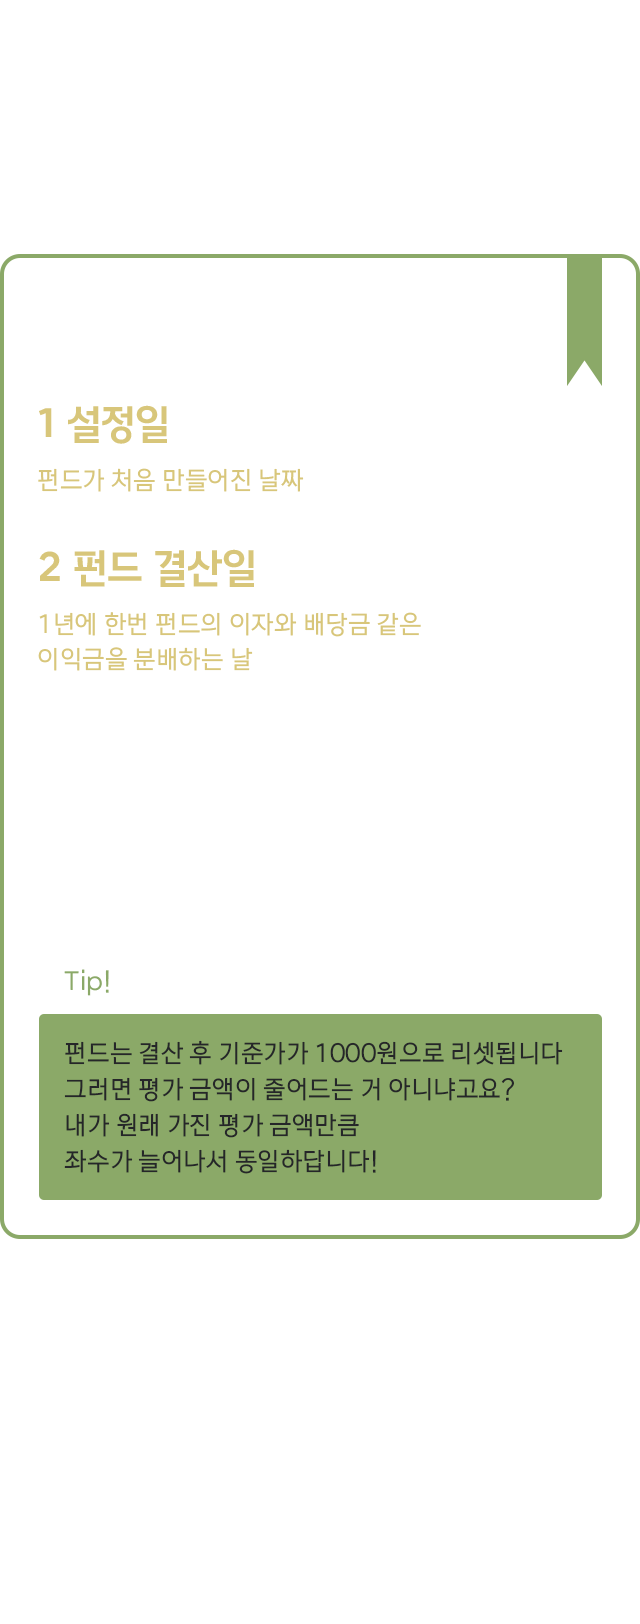 1 설정일
펀드가 처음 만들어진 날짜
2 펀드 결산일
1년에 한번 펀드의 이자와 배당금 같은
이익금을 분배하는 날
Tip!
펀드는 결산 후 기준가가 1000원으로 리셋됩니다
그러면 평가 금액이 줄어드는 거 아니냐고요?
내가 원래 가진 평가 금액만큼
좌수가 늘어나서 동일하답니다!